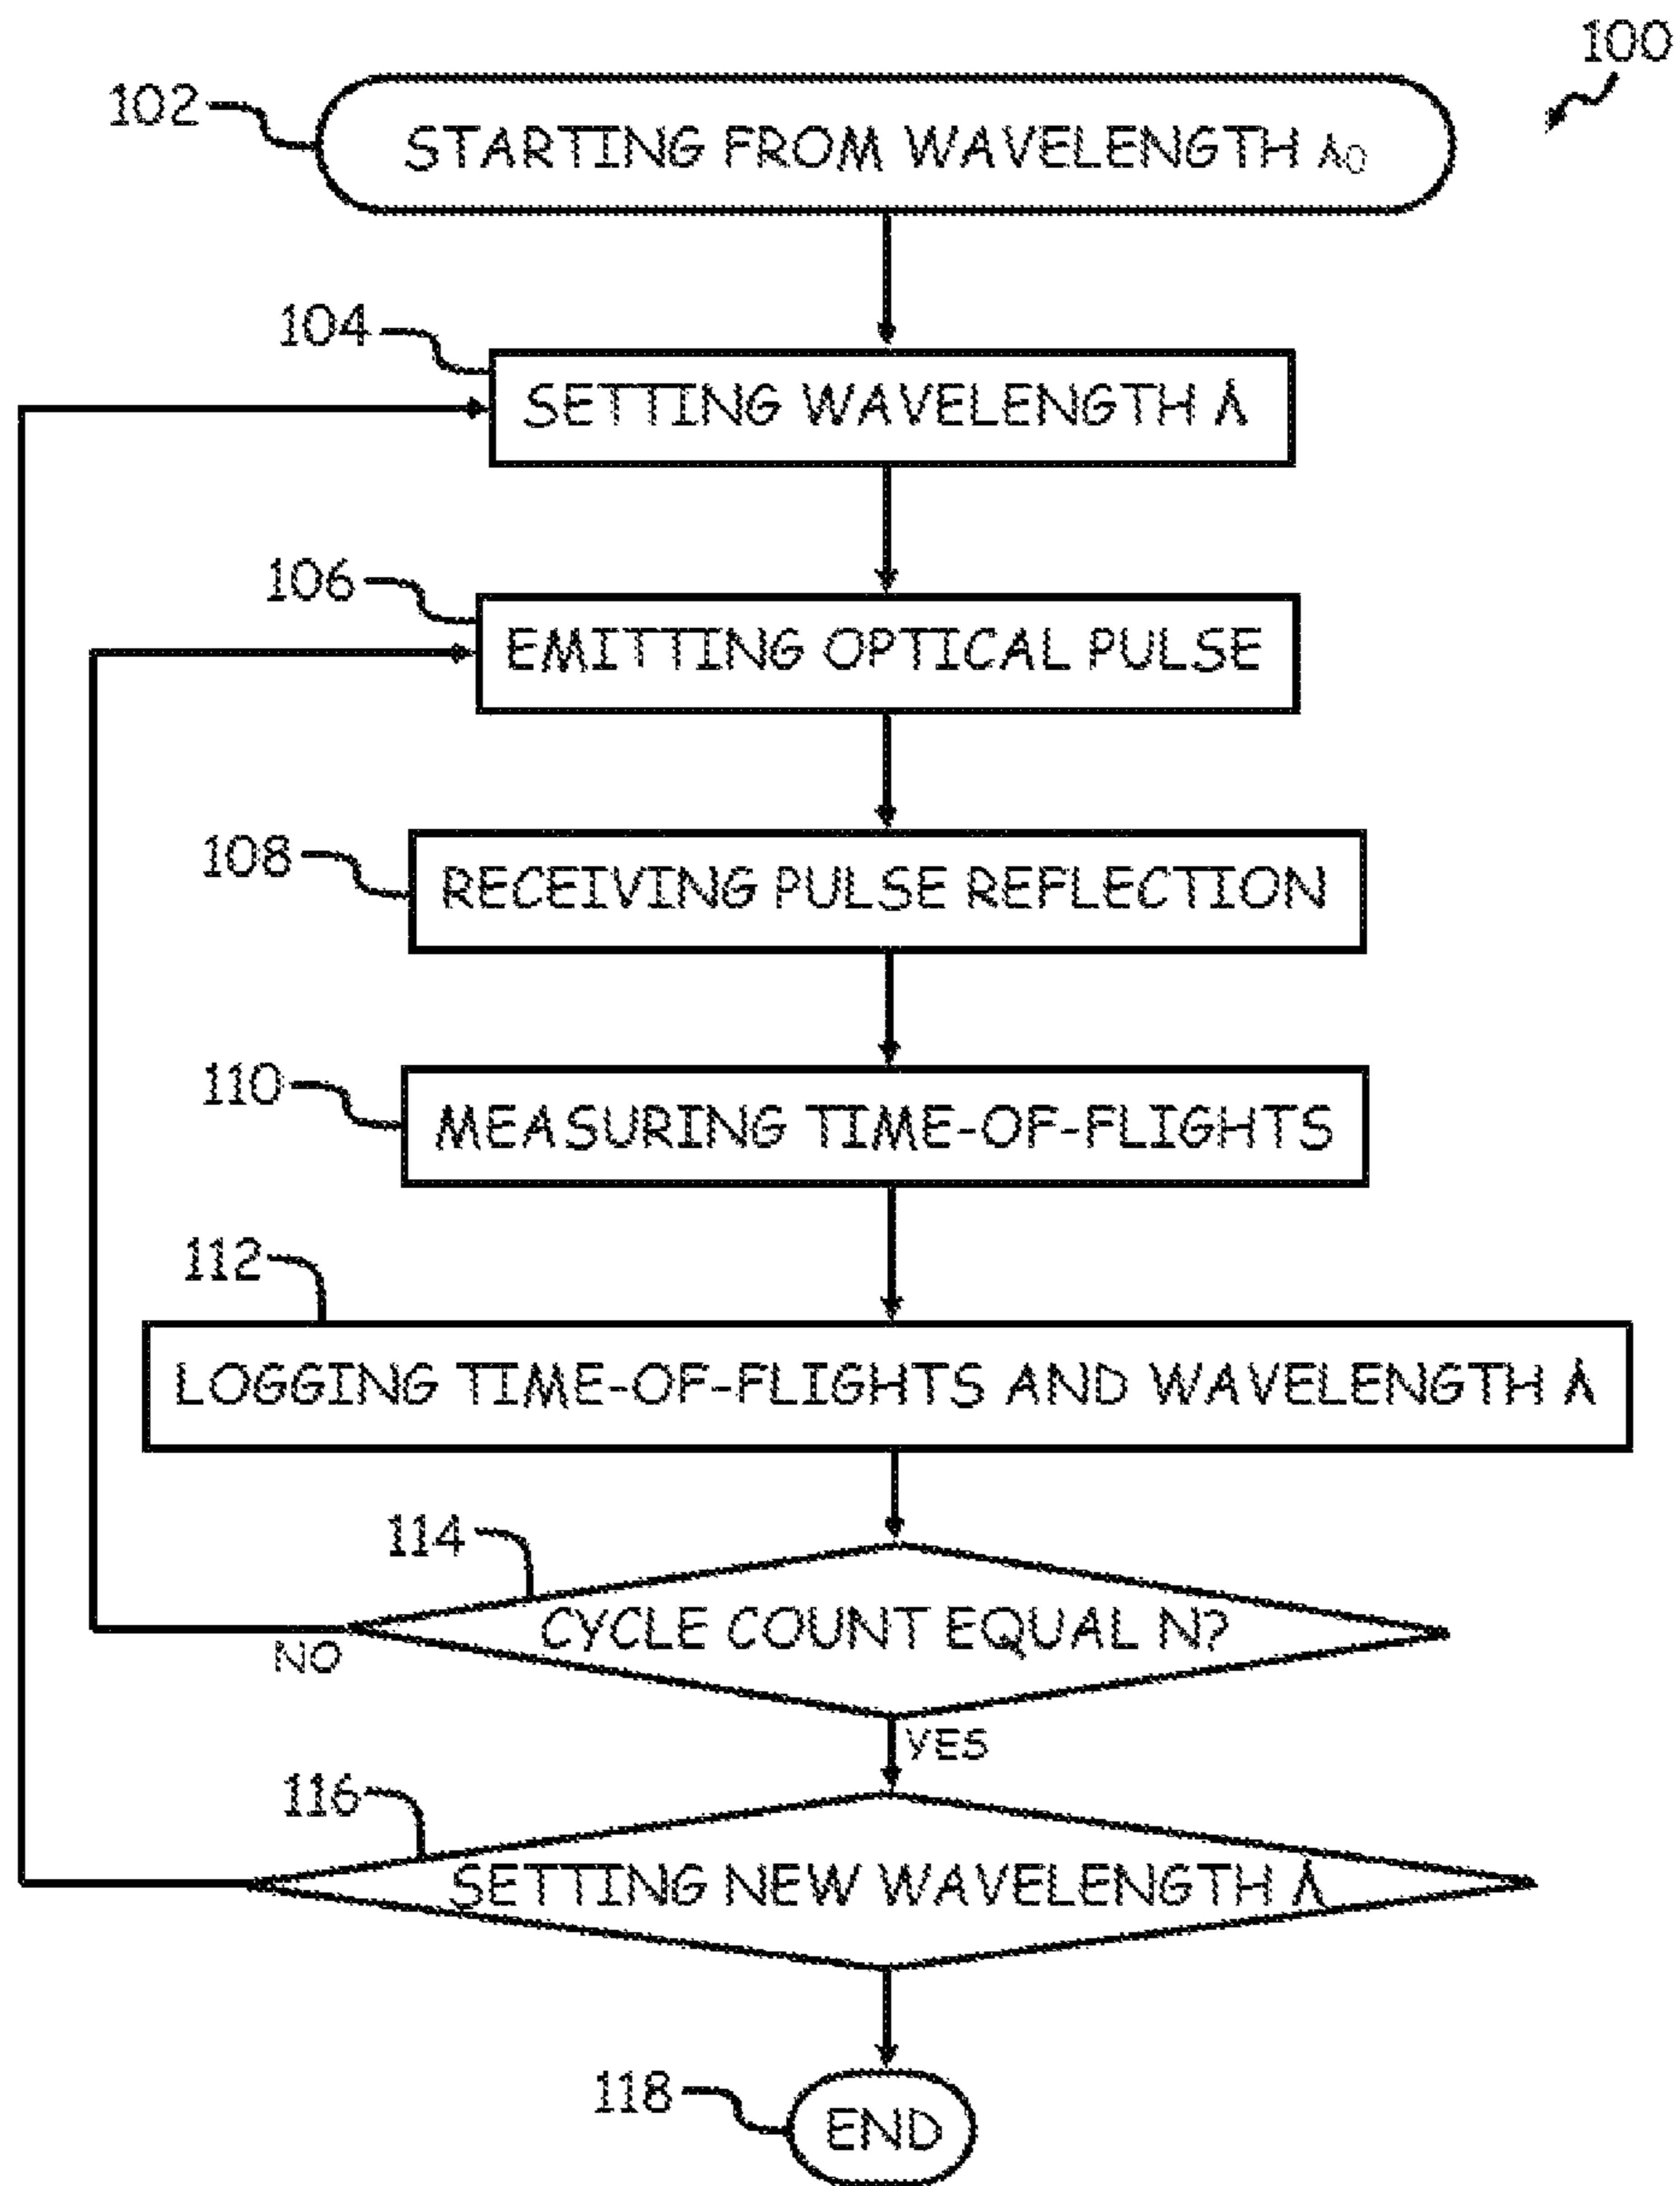 100
102
STARTING FROM WAVELENGTH λ0
104
SETTING WAVELENGTH λ
106
EMITTING OPTICAL PULSE
108
RECEIVING PULSE REFLECTION
110
MEASURING TIME-OF-FLIGHTS
112
LOGGING TIME-OF-FLIGHTS AND WAVELENGTH λ
114
CYCLE COUNT EQUAL N?
NO
YES
116
SETTING NEW WAVELENGTH λ
118
END